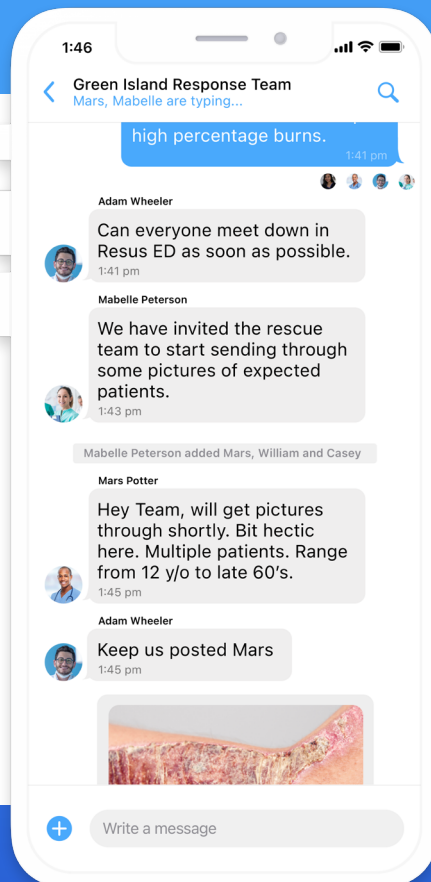 1:46
Green Island Response Team
Mars, Mabelle are typing...
high percentage burns.
1:41 pm
Adam Wheeler
Can everyone meet down in
Resus ED as soon as possible.
1:41 pm
Mabelle Peterson
We have invited the rescue
team to start sending through
some pictures of expected
patients.
1:43 pm
Mabelle Peterson added Mars, William and Casey
Mars Potter
Hey Team, will get pictures
through shortly. Bit hectic
here. Multiple patients. Range
from 12 y/o to late 60's.
1:45 pm
Adam Wheeler
Keep us posted Mars
1:45 pm
Write a message